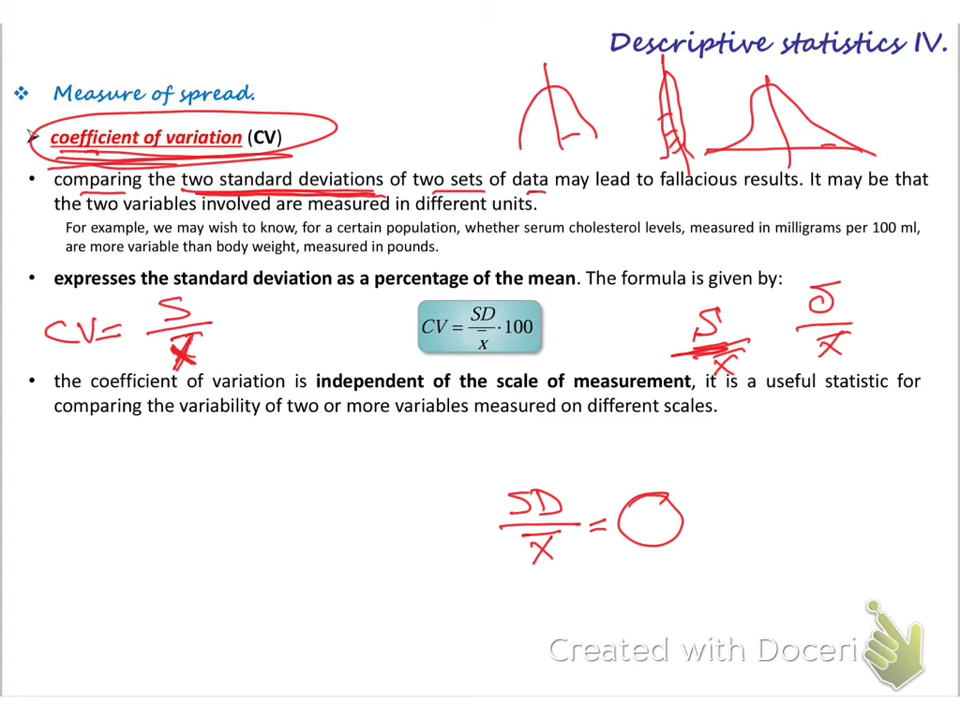 Descriptive statistics IV.
❖ Measure of spread.
➢ coefficient of variation (CV)
• comparing the two standard deviations of two sets of data may lead to fallacious results. It may be that
the two variables involved are measured in different units.
For example, we may wish to know, for a certain population, whether serum cholesterol levels, measured in milligrams per 100 ml,
are more variable than body weight, measured in pounds.
• expresses the standard deviation as a percentage of the mean. The formula is given by:
CV = S / x̄
CV = SD / x̄ · 100
S / x̄
σ / x̄
• the coefficient of variation is independent of the scale of measurement, it is a useful statistic for
comparing the variability of two or more variables measured on different scales.
SD / x̄ =
Created with Doceri